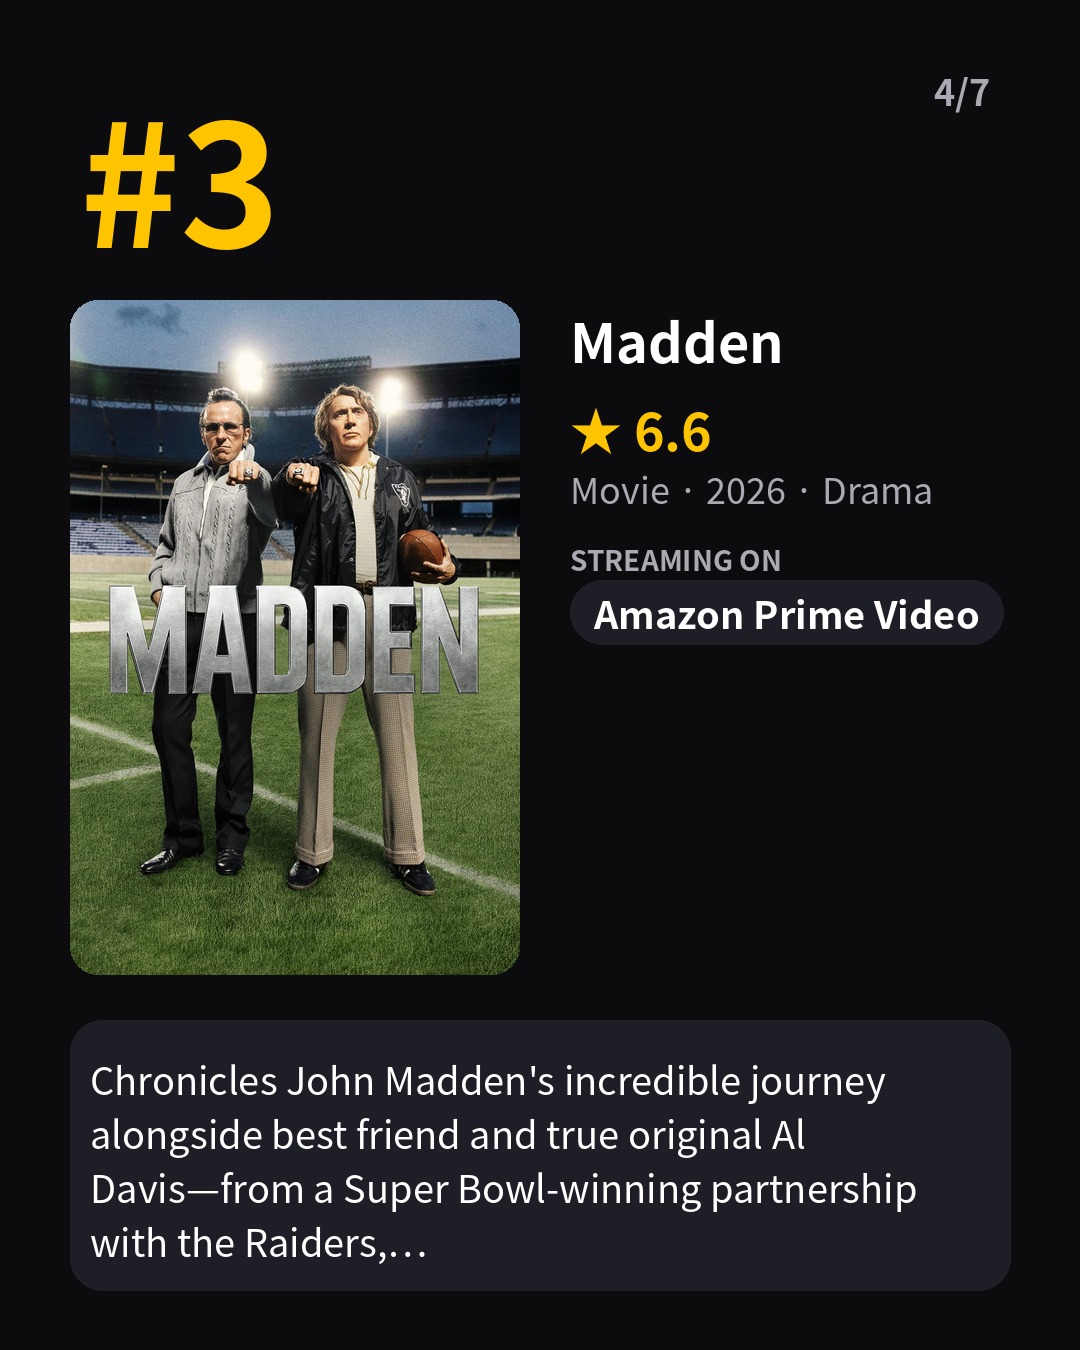 4/7
#3
Madden
★ 6.6
Movie · 2026 · Drama
STREAMING ON
Amazon Prime Video
MADDEN
Chronicles John Madden's incredible journey
alongside best friend and true original Al
Davis—from a Super Bowl-winning partnership
with the Raiders,…